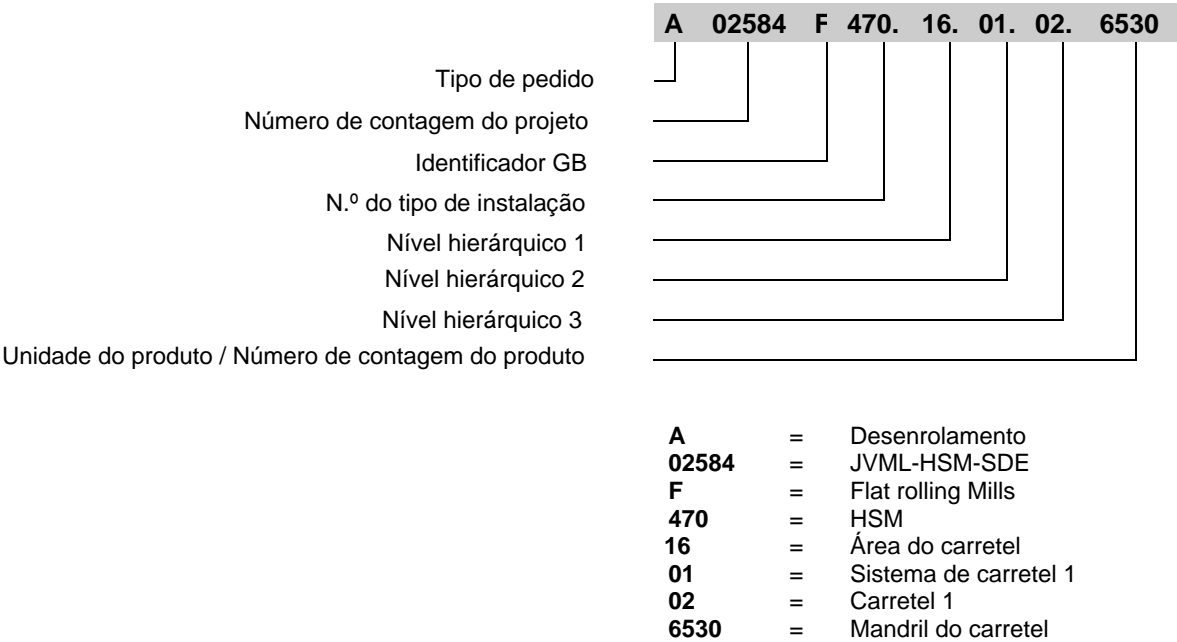 A 02584 F 470. 16. 01. 02. 6530
Tipo de pedido
Número de contagem do projeto
Identificador GB
N.º do tipo de instalação
Nível hierárquico 1
Nível hierárquico 2
Nível hierárquico 3
Unidade do produto / Número de contagem do produto
A = Desenrolamento
02584 = JVML-HSM-SDE
F = Flat rolling Mills
470 = HSM
16 = Área do carretel
01 = Sistema de carretel 1
02 = Carretel 1
6530 = Mandril do carretel